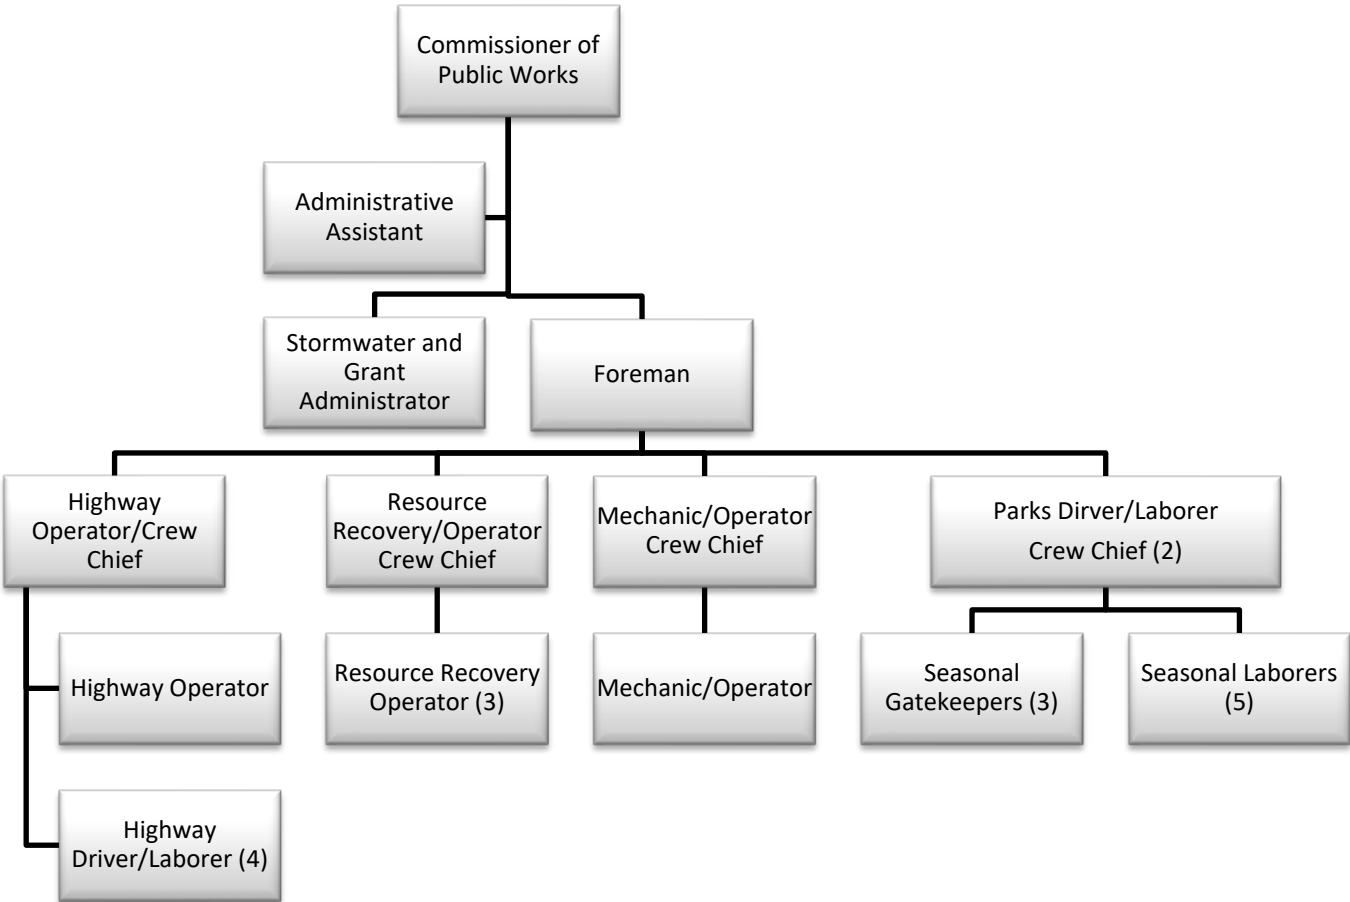 Commissioner of
Public Works
Administrative
Assistant
Stormwater and
Grant
Administrator
Foreman
Highway
Operator/Crew
Chief
Resource
Recovery/Operator
Crew Chief
Mechanic/Operator
Crew Chief
Parks Dirver/Laborer
Crew Chief (2)
Highway Operator
Resource Recovery
Operator (3)
Mechanic/Operator
Seasonal
Gatekeepers (3)
Seasonal Laborers
(5)
Highway
Driver/Laborer (4)